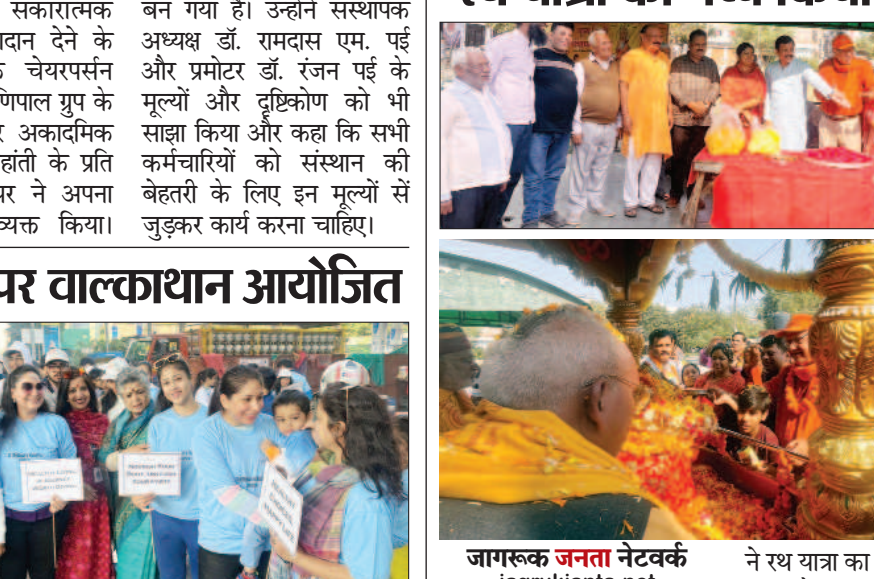 सकारात्मक
दान देने के
चेयरपर्सन
णिपाल ग्रुप के
अकादमिक
हांती के प्रति
ने अपना
व्यक्त किया।
बन गया है। उन्होंने संस्थापक
अध्यक्ष डॉ. रामदास एम. पई
और प्रमोटर डॉ. रंजन पई के
मूल्यों और दृष्टिकोण को भी
साझा किया और कहा कि सभी
कर्मचारियों को संस्थान की
बेहतरी के लिए इन मूल्यों सें
जुड़कर कार्य करना चाहिए।
पर वाल्काथान आयोजित
जागरूक जनता नेटवर्क
ने रथ यात्रा का